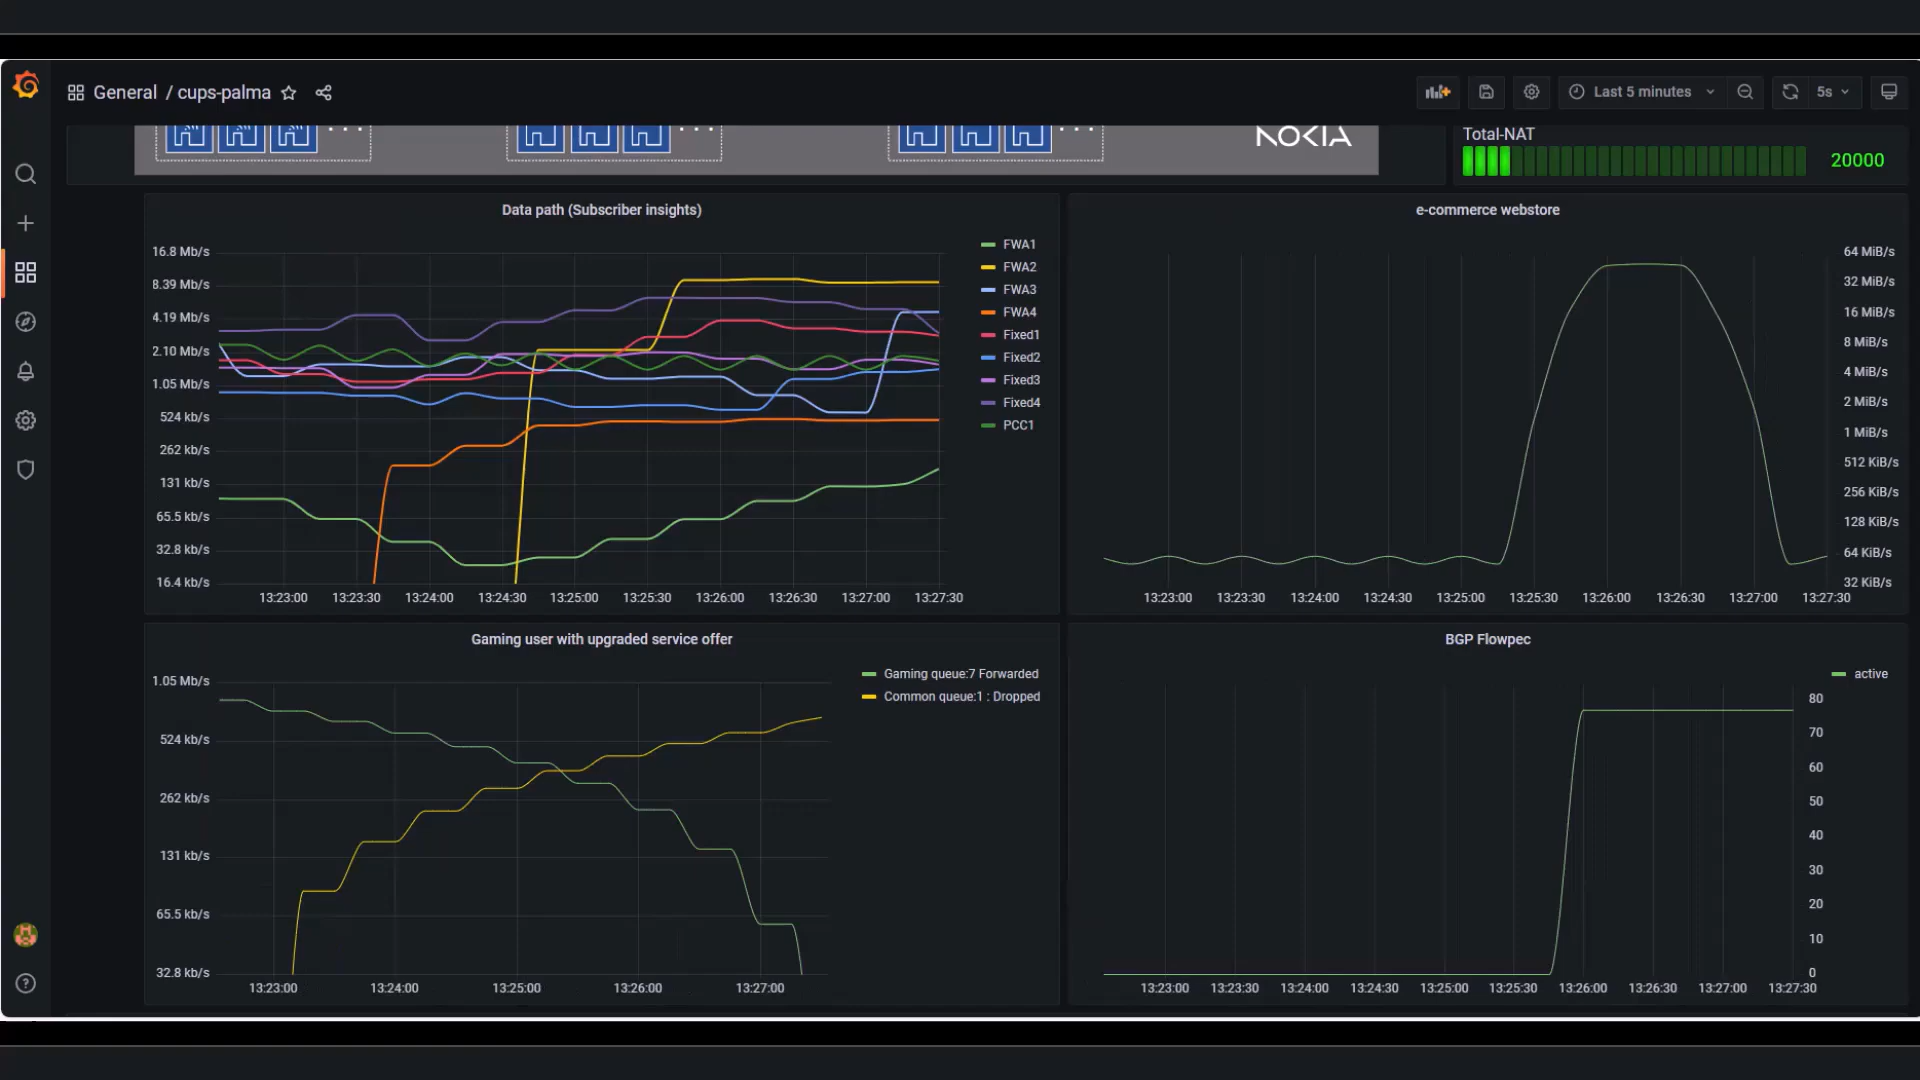 General / cups-palma
Last 5 minutes
5s
NOKIA
Total-NAT
20000
Data path (Subscriber insights)
16.8 Mb/s
8.39 Mb/s
4.19 Mb/s
2.10 Mb/s
1.05 Mb/s
524 kb/s
262 kb/s
131 kb/s
65.5 kb/s
32.8 kb/s
16.4 kb/s
13:23:00 13:23:30 13:24:00 13:24:30 13:25:00 13:25:30 13:26:00 13:26:30 13:27:00 13:27:30
FWA1
FWA2
FWA3
FWA4
Fixed1
Fixed2
Fixed3
Fixed4
PCC1
e-commerce webstore
64 MiB/s
32 MiB/s
16 MiB/s
8 MiB/s
4 MiB/s
2 MiB/s
1 MiB/s
512 KiB/s
256 KiB/s
128 KiB/s
64 KiB/s
32 KiB/s
13:23:00 13:23:30 13:24:00 13:24:30 13:25:00 13:25:30 13:26:00 13:26:30 13:27:00 13:27:30
Gaming user with upgraded service offer
1.05 Mb/s
524 kb/s
262 kb/s
131 kb/s
65.5 kb/s
32.8 kb/s
13:23:00 13:24:00 13:25:00 13:26:00 13:27:00
Gaming queue:7 Forwarded
Common queue:1 : Dropped
BGP Flowpec
active
80
70
60
50
40
30
20
10
0
13:23:00 13:23:30 13:24:00 13:24:30 13:25:00 13:25:30 13:26:00 13:26:30 13:27:00 13:27:30